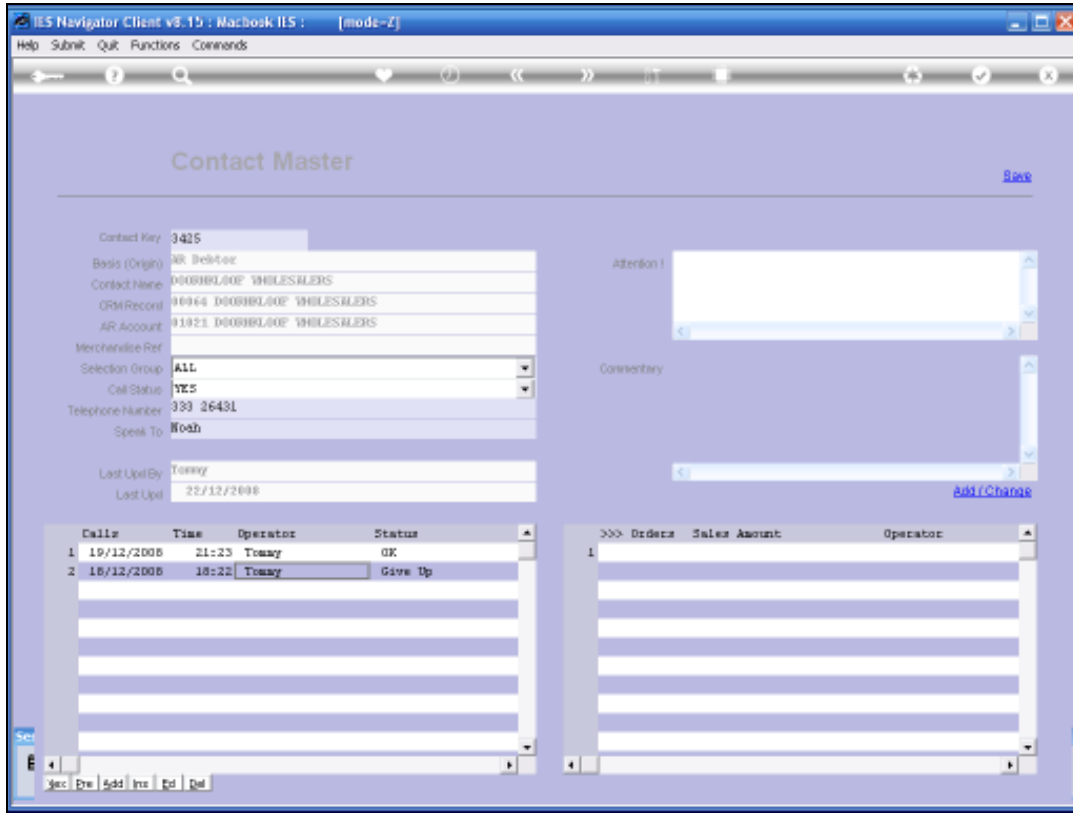 IES Navigator Client v8.15 : Macbook IES : [mode-Z]
Help Submit Quit Functions Commands
Contact Master
Save
Contact Key 3425
Basis (Origin) AR Debtor
Attention !
Contact Name DOORNKLOOF WHOLESALERS
CRM Record 00064 DOORNKLOOF WHOLESALERS
AR Account 01021 DOORNKLOOF WHOLESALERS
Merchandise Ref
Selection Group ALL
Commentary
Call Status YES
Telephone Number 333 26431
Speak To Noah
Last Upd By Tommy
Last Upd 22/12/2008
Add / Change
Calls Time Operator Status
>>> Orders Sales Amount Operator
1 19/12/2008 21:23 Tommy OK
1
2 18/12/2008 18:22 Tommy Give Up
Nex Pre Add Ins Ed Del